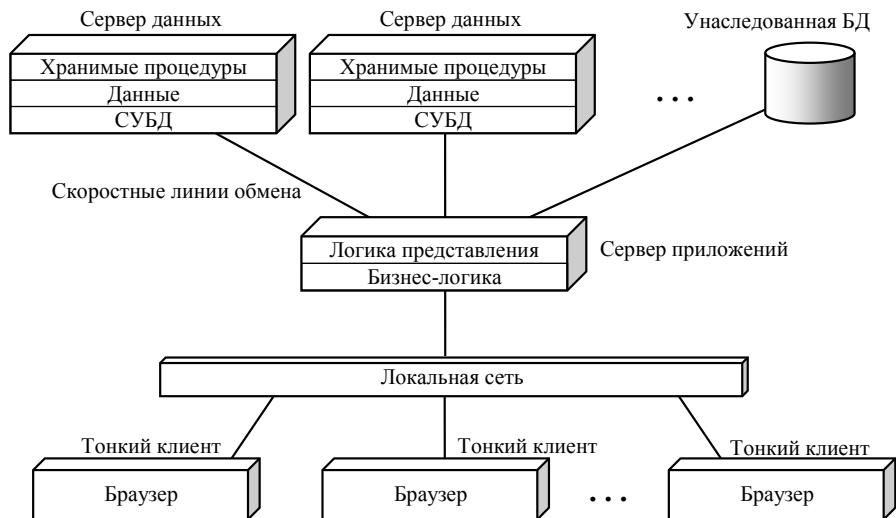 Сервер данных
Сервер данных
Унаследованная БД
Хранимые процедуры
Данные
СУБД
Хранимые процедуры
Данные
СУБД
. . .
Скоростные линии обмена
Логика представления
Бизнес-логика
Сервер приложений
Локальная сеть
Тонкий клиент
Тонкий клиент
Тонкий клиент
Браузер
Браузер
. . .
Браузер